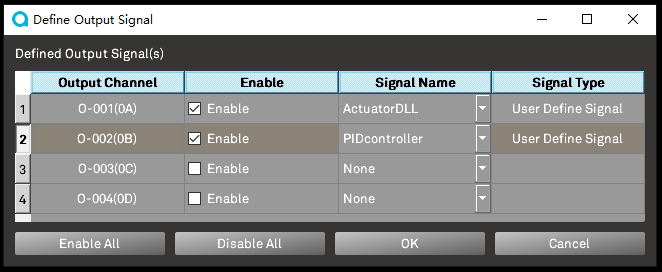 Define Output Signal
Defined Output Signal(s)
Output Channel Enable Signal Name Signal Type
1 O-001(0A) Enable ActuatorDLL User Define Signal
2 O-002(0B) Enable PIDcontroller User Define Signal
3 O-003(0C) Enable None
4 O-004(0D) Enable None
Enable All Disable All OK Cancel